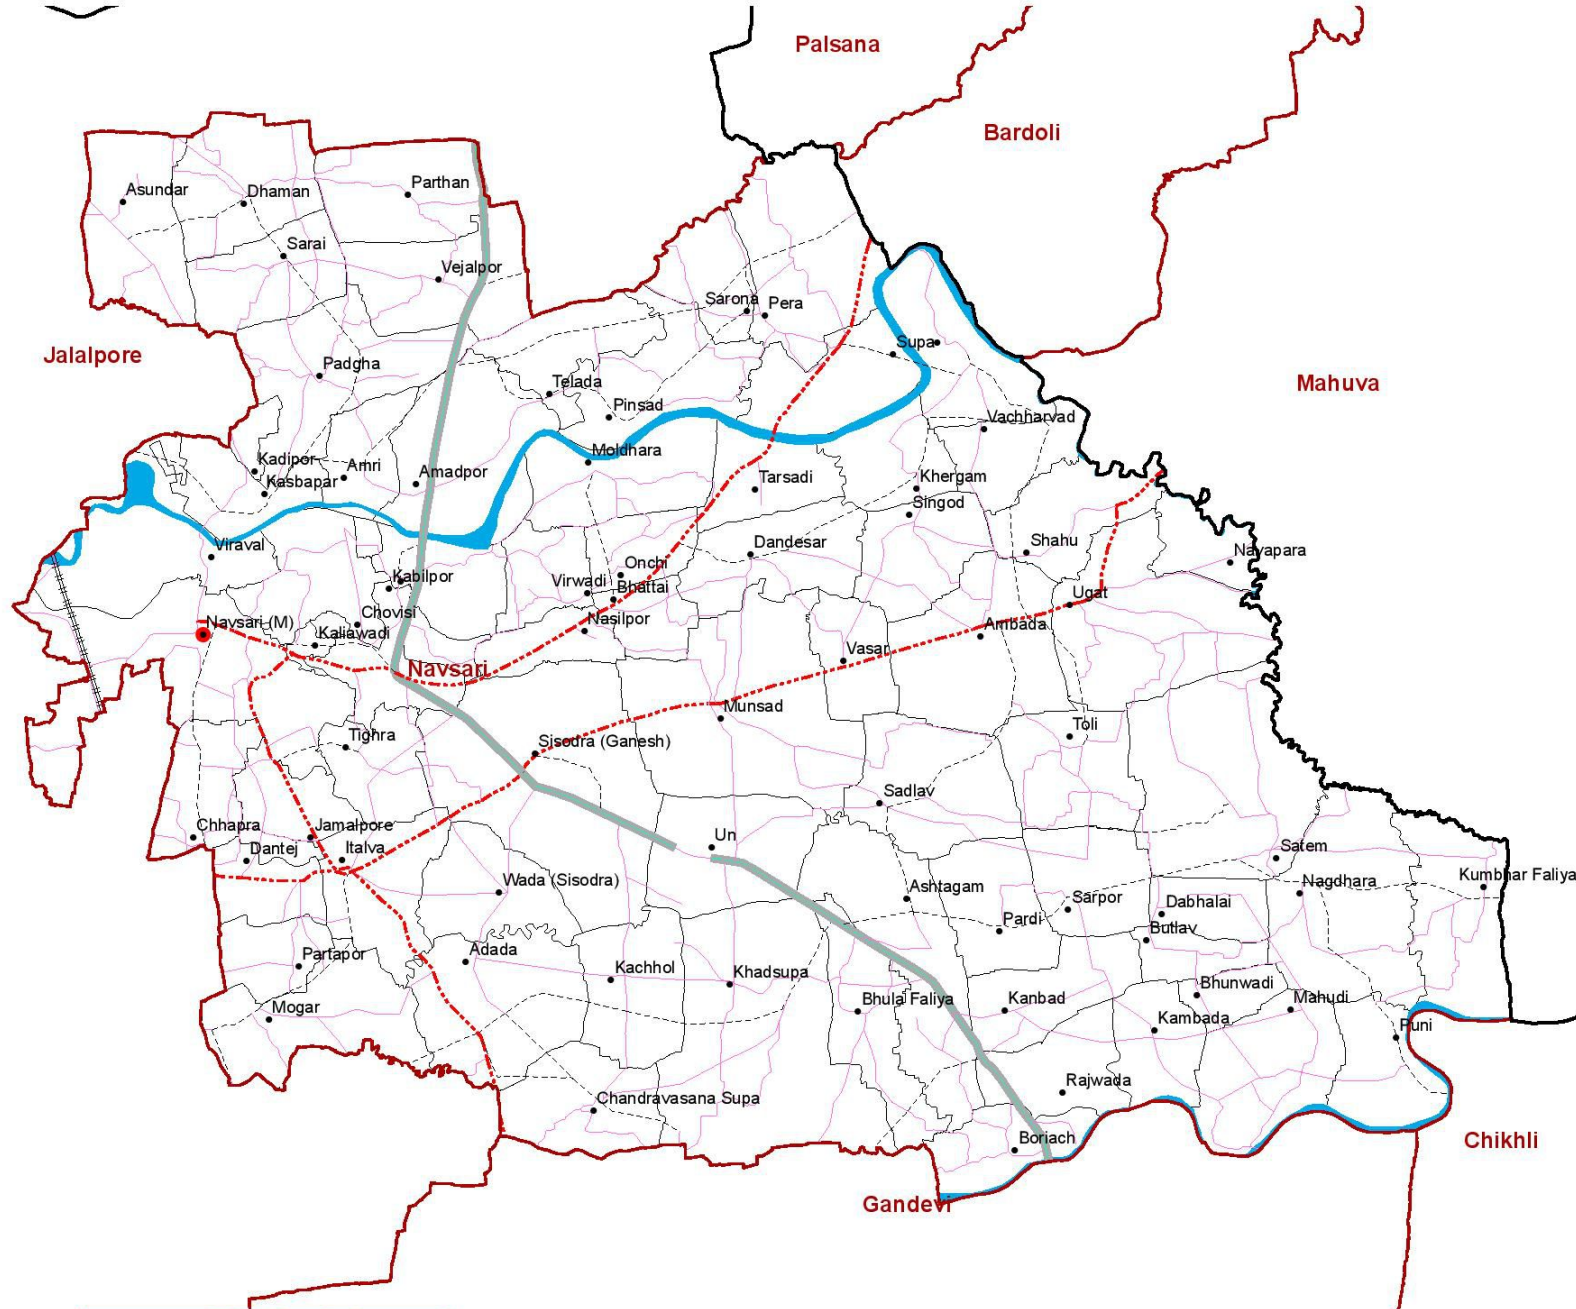 Palsana
Bardoli
Asundar
Dhaman
Parthan
Sarai
Vejalpor
Sarona
Pera
Jalalpore
Supa
Padgha
Mahuva
Telada
Pinsad
Vachharvad
Moldhara
Kadipor
Amri
Amadpor
Kasbapar
Tarsadi
Khergam
Singod
Viraval
Dandesar
Shahu
Nayapara
Onchi
Kabilpor
Virwadi
Bhattai
Ugat
Chovisi
Navsari (M)
Kaliawadi
Nasilpor
Ambada
Vasar
Navsari
Munsad
Toli
Tighra
Sisodra (Ganesh)
Sadlav
Chhapra
Jamalpore
Un
Dantej
Italva
Satem
Wada (Sisodra)
Ashtagam
Nagdhara
Kumbhar Faliya
Sarpor
Dabhalai
Pardi
Butlav
Partapor
Adada
Kachhol
Khadsupa
Bhunwadi
Bhula Faliya
Kanbad
Mahudi
Mogar
Kambada
Puni
Rajwada
Chandravasana Supa
Boriach
Chikhli
Gandevi